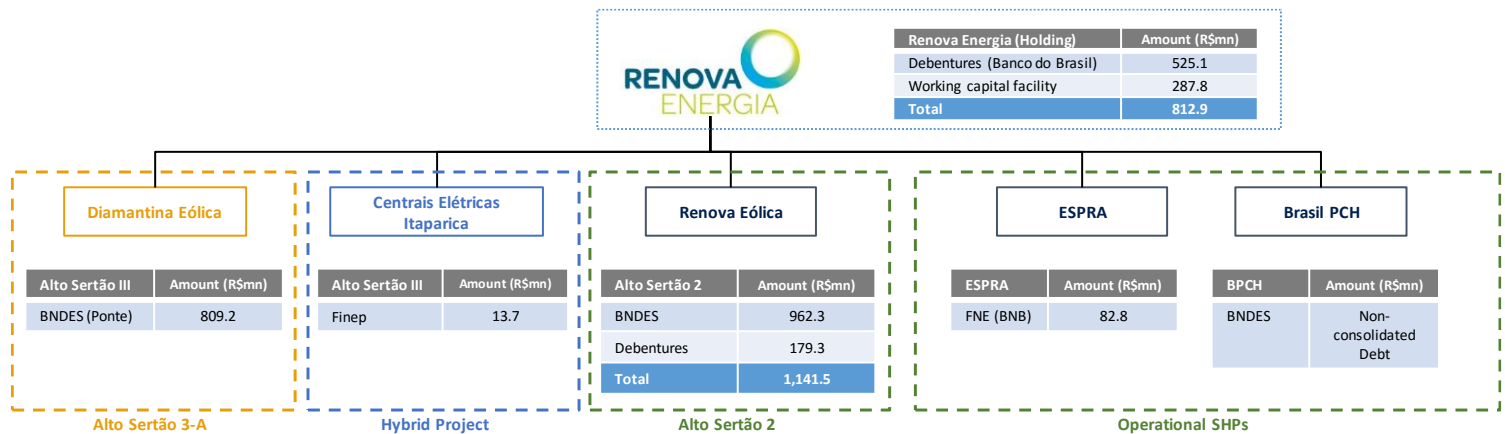 RENOVA
ENERGIA
Renova Energia (Holding) Amount (R$mn)
Debentures (Banco do Brasil) 525.1
Working capital facility 287.8
Total 812.9
Diamantina Eólica
Centrais Elétricas
Itaparica
Renova Eólica
ESPRA
Brasil PCH
Alto Sertão III Amount (R$mn)
BNDES (Ponte) 809.2
Alto Sertão III Amount (R$mn)
Finep 13.7
Alto Sertão 2 Amount (R$mn)
BNDES 962.3
Debentures 179.3
Total 1,141.5
ESPRA Amount (R$mn)
FNE (BNB) 82.8
BPCH Amount (R$mn)
BNDES Non-
consolidated
Debt
Alto Sertão 3-A
Hybrid Project
Alto Sertão 2
Operational SHPs